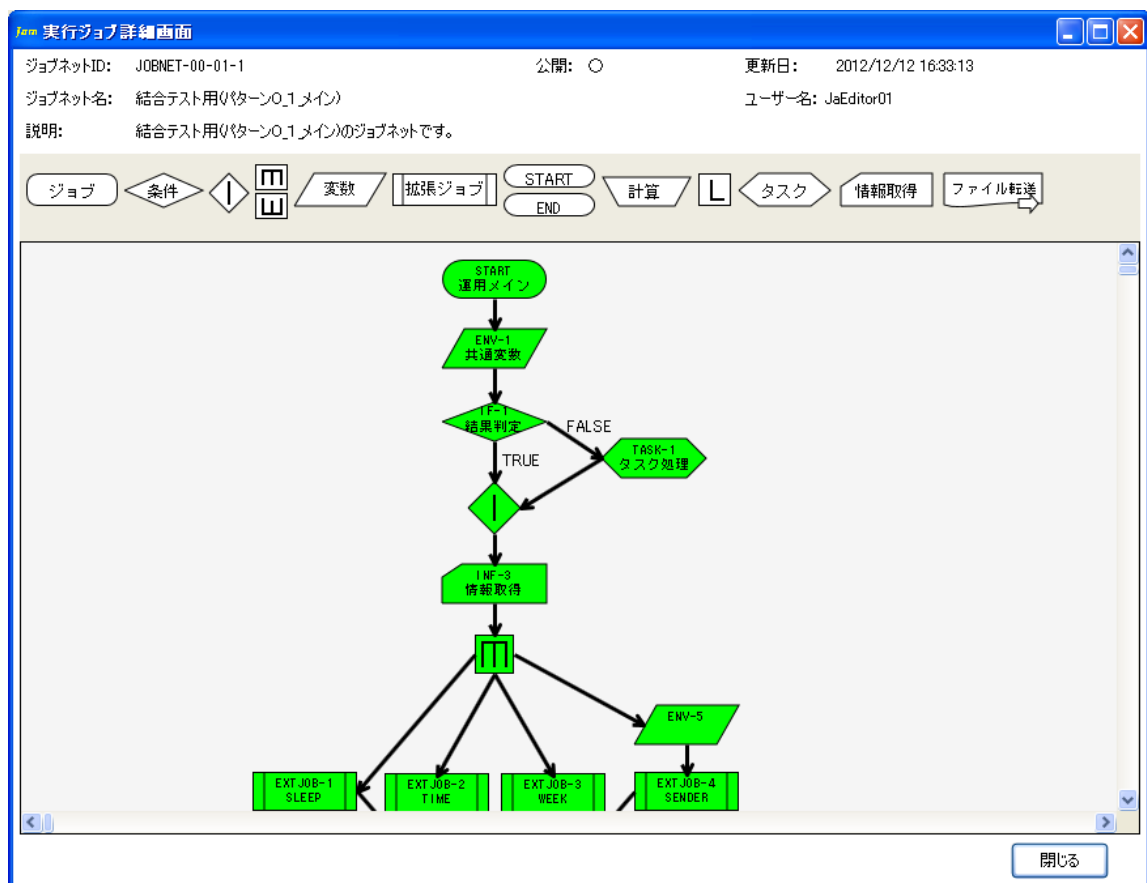 Jam 実行ジョブ詳細画面
ジョブネットID: JOBNET-00-01-1 公開: ○ 更新日: 2012/12/12 16:33:13
ジョブネット名: 結合テスト用(パターン0_1_メイン) ユーザー名: JaEditor01
説明: 結合テスト用(パターン0_1_メイン)のジョブネットです。
ジョブ
条件
変数
拡張ジョブ
START
END
計算
L
タスク
情報取得
ファイル転送
START
運用メイン
ENV-1
共通変数
IF-1
結果判定
FALSE
TRUE
TASK-1
タスク処理
INF-3
情報取得
ENV-5
EXTJOB-1
SLEEP
EXTJOB-2
TIME
EXTJOB-3
WEEK
EXTJOB-4
SENDER
閉じる